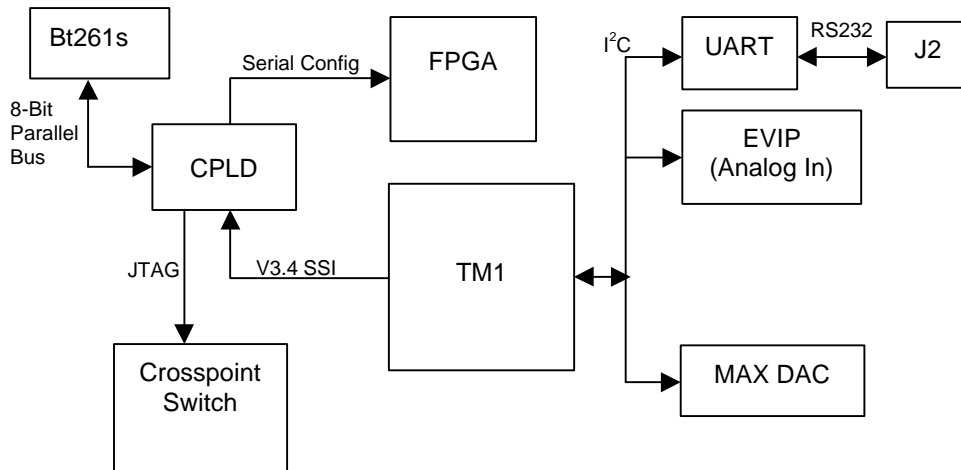 Bt261s
8-Bit
Parallel
Bus
Serial Config
FPGA
CPLD
JTAG
V3.4 SSI
TM1
Crosspoint
Switch
I²C
UART
RS232
J2
EVIP
(Analog In)
MAX DAC